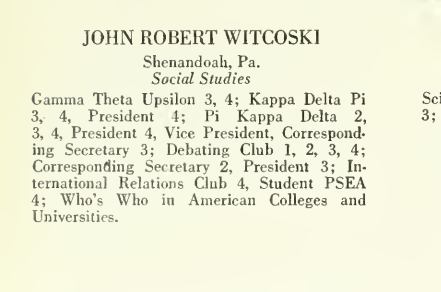 JOHN ROBERT WITCOSKI
Shenandoah, Pa.
Social Studies
Gamma Theta Upsilon 3, 4; Kappa Delta Pi
3, 4, President 4; Pi Kappa Delta 2,
3, 4, President 4, Vice President, Correspond-
ing Secretary 3; Debating Club 1, 2, 3, 4;
Corresponding Secretary 2, President 3; In-
ternational Relations Club 4, Student PSEA
4; Who's Who in American Colleges and
Universities.
Sci
3;